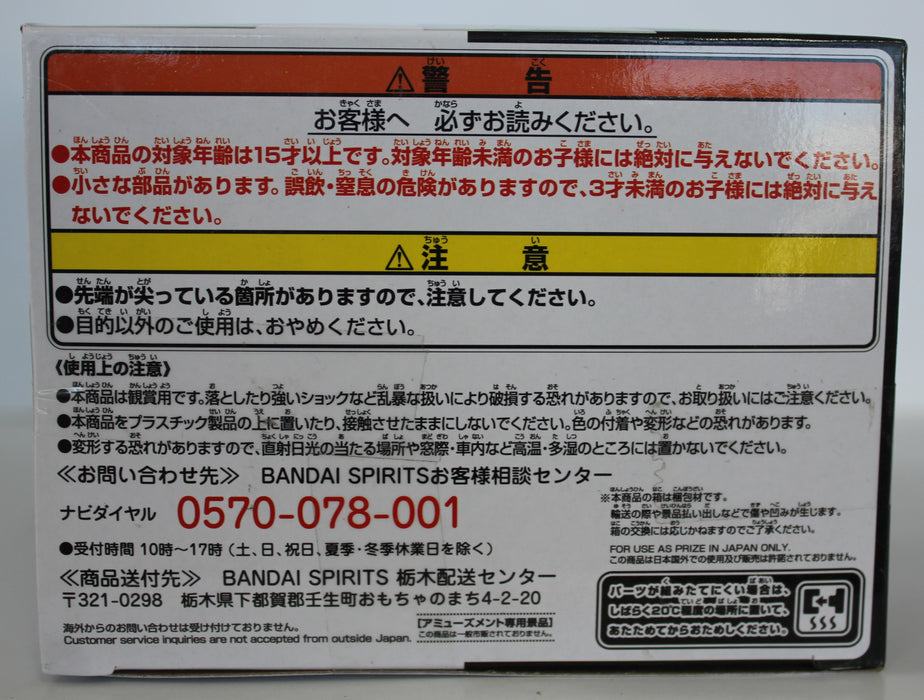 ⚠警告
お客様へ 必ずお読みください。
●本商品の対象年齢は15才以上です。対象年齢未満のお子様には絶対に与えないでください。
●小さな部品があります。誤飲・窒息の危険がありますので、3才未満のお子様には絶対に与え
ないでください。
⚠注意
●先端が尖っている箇所がありますので、注意してください。
●目的以外のご使用は、おやめください。
《使用上の注意》
●本商品は観賞用です。落としたり強いショックなど乱暴な扱いにより破損する恐れがありますので、お取り扱いにはご注意ください。
●本商品をプラスチック製品の上に置いたり、接触させたままにしないでください。色の付着や変形などの恐れがあります。
●変形する恐れがありますので、直射日光の当たる場所や窓際・車内など高温・多湿のところには置かないでください。
≪お問い合わせ先≫ BANDAI SPIRITSお客様相談センター
ナビダイヤル 0570-078-001
●受付時間 10時～17時(土、日、祝日、夏季・冬季休業日を除く)
≪商品送付先≫ BANDAI SPIRITS 栃木配送センター
〒321-0298 栃木県下都賀郡壬生町おもちゃのまち4-2-20
海外からのお問い合わせは受け付けておりません。
Customer service inquiries are not accepted from outside Japan.
[アミューズメント専用景品]
この商品は一般市販されておりません。
※本商品の箱は梱包材です。
輸送の際や景品払い出しなどで傷や凹みが生じます。
箱の交換には応じかねますのでご了承ください。
FOR USE AS PRIZE IN JAPAN ONLY.
この商品は日本国外での使用及び販売は許諾されておりません。
パーツが組みたてにくい場合は、
しばらく20℃程度の場所に置いて、
あたためてからおためしください。